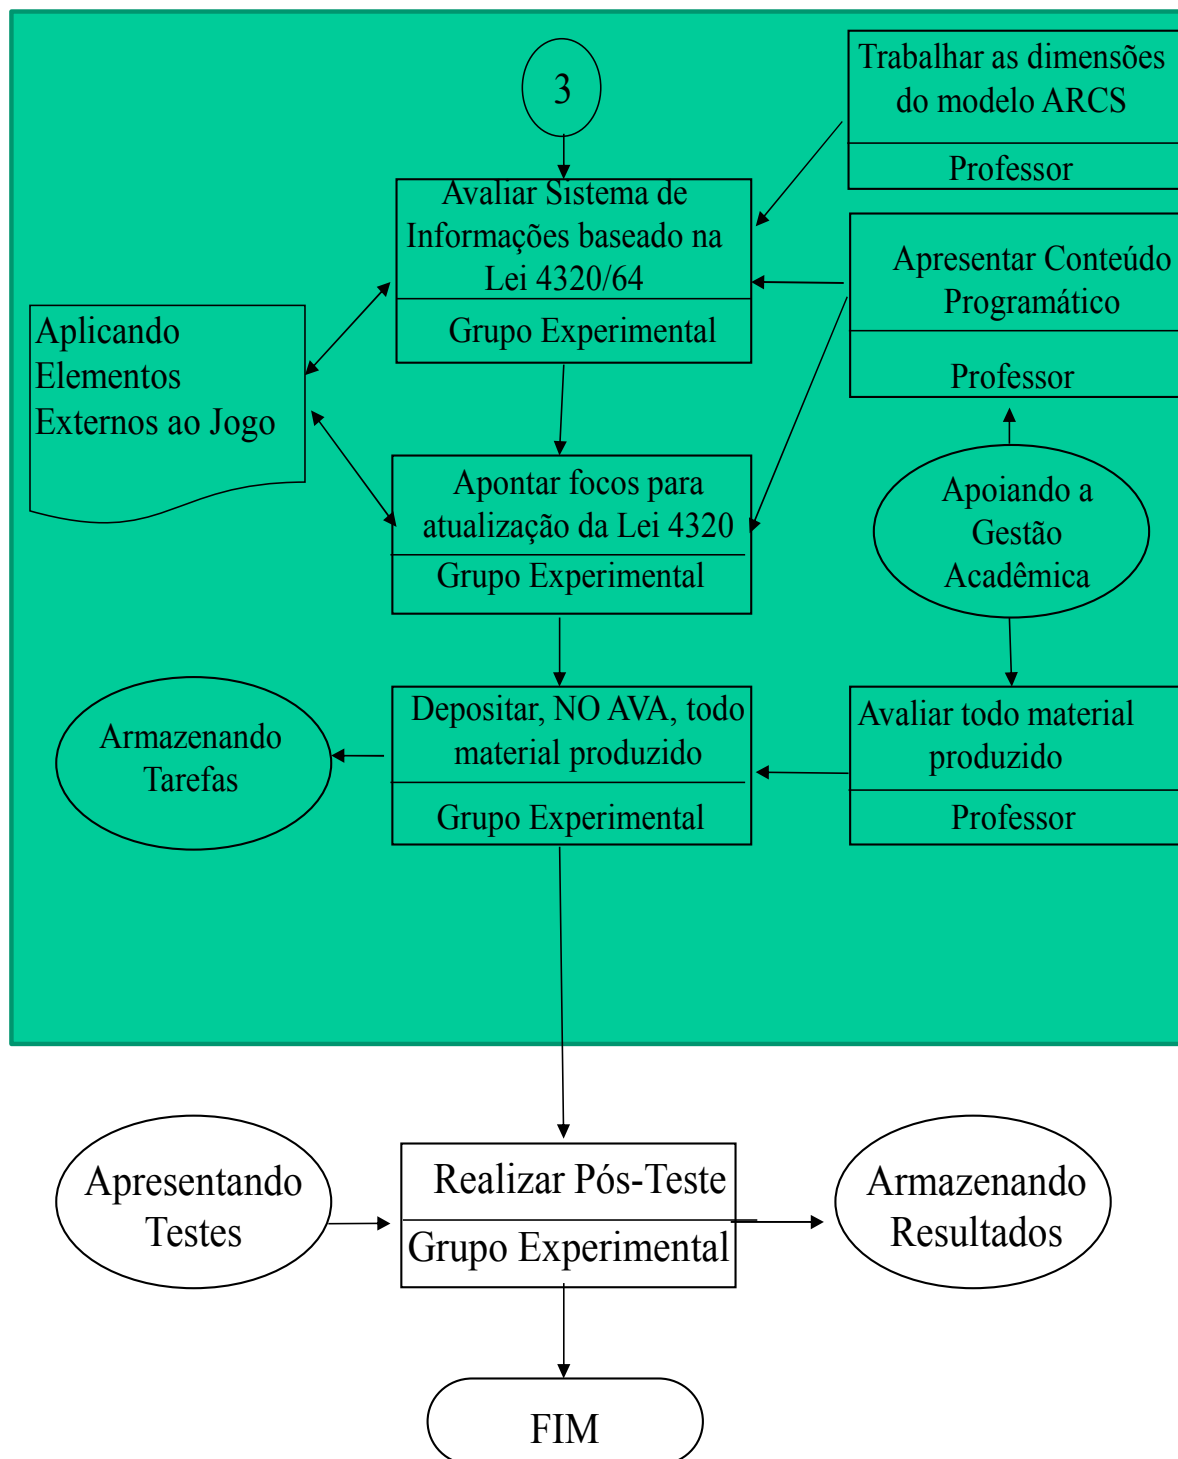 3
Trabalhar as dimensões
do modelo ARCS
Professor
Avaliar Sistema de
Informações baseado na
Lei 4320/64
Grupo Experimental
Apresentar Conteúdo
Programático
Professor
Aplicando
Elementos
Externos ao Jogo
Apontar focos para
atualização da Lei 4320
Grupo Experimental
Apoiando a
Gestão
Acadêmica
Armazenando
Tarefas
Depositar, NO AVA, todo
material produzido
Grupo Experimental
Avaliar todo material
produzido
Professor
Apresentando
Testes
Realizar Pós-Teste
Grupo Experimental
Armazenando
Resultados
FIM